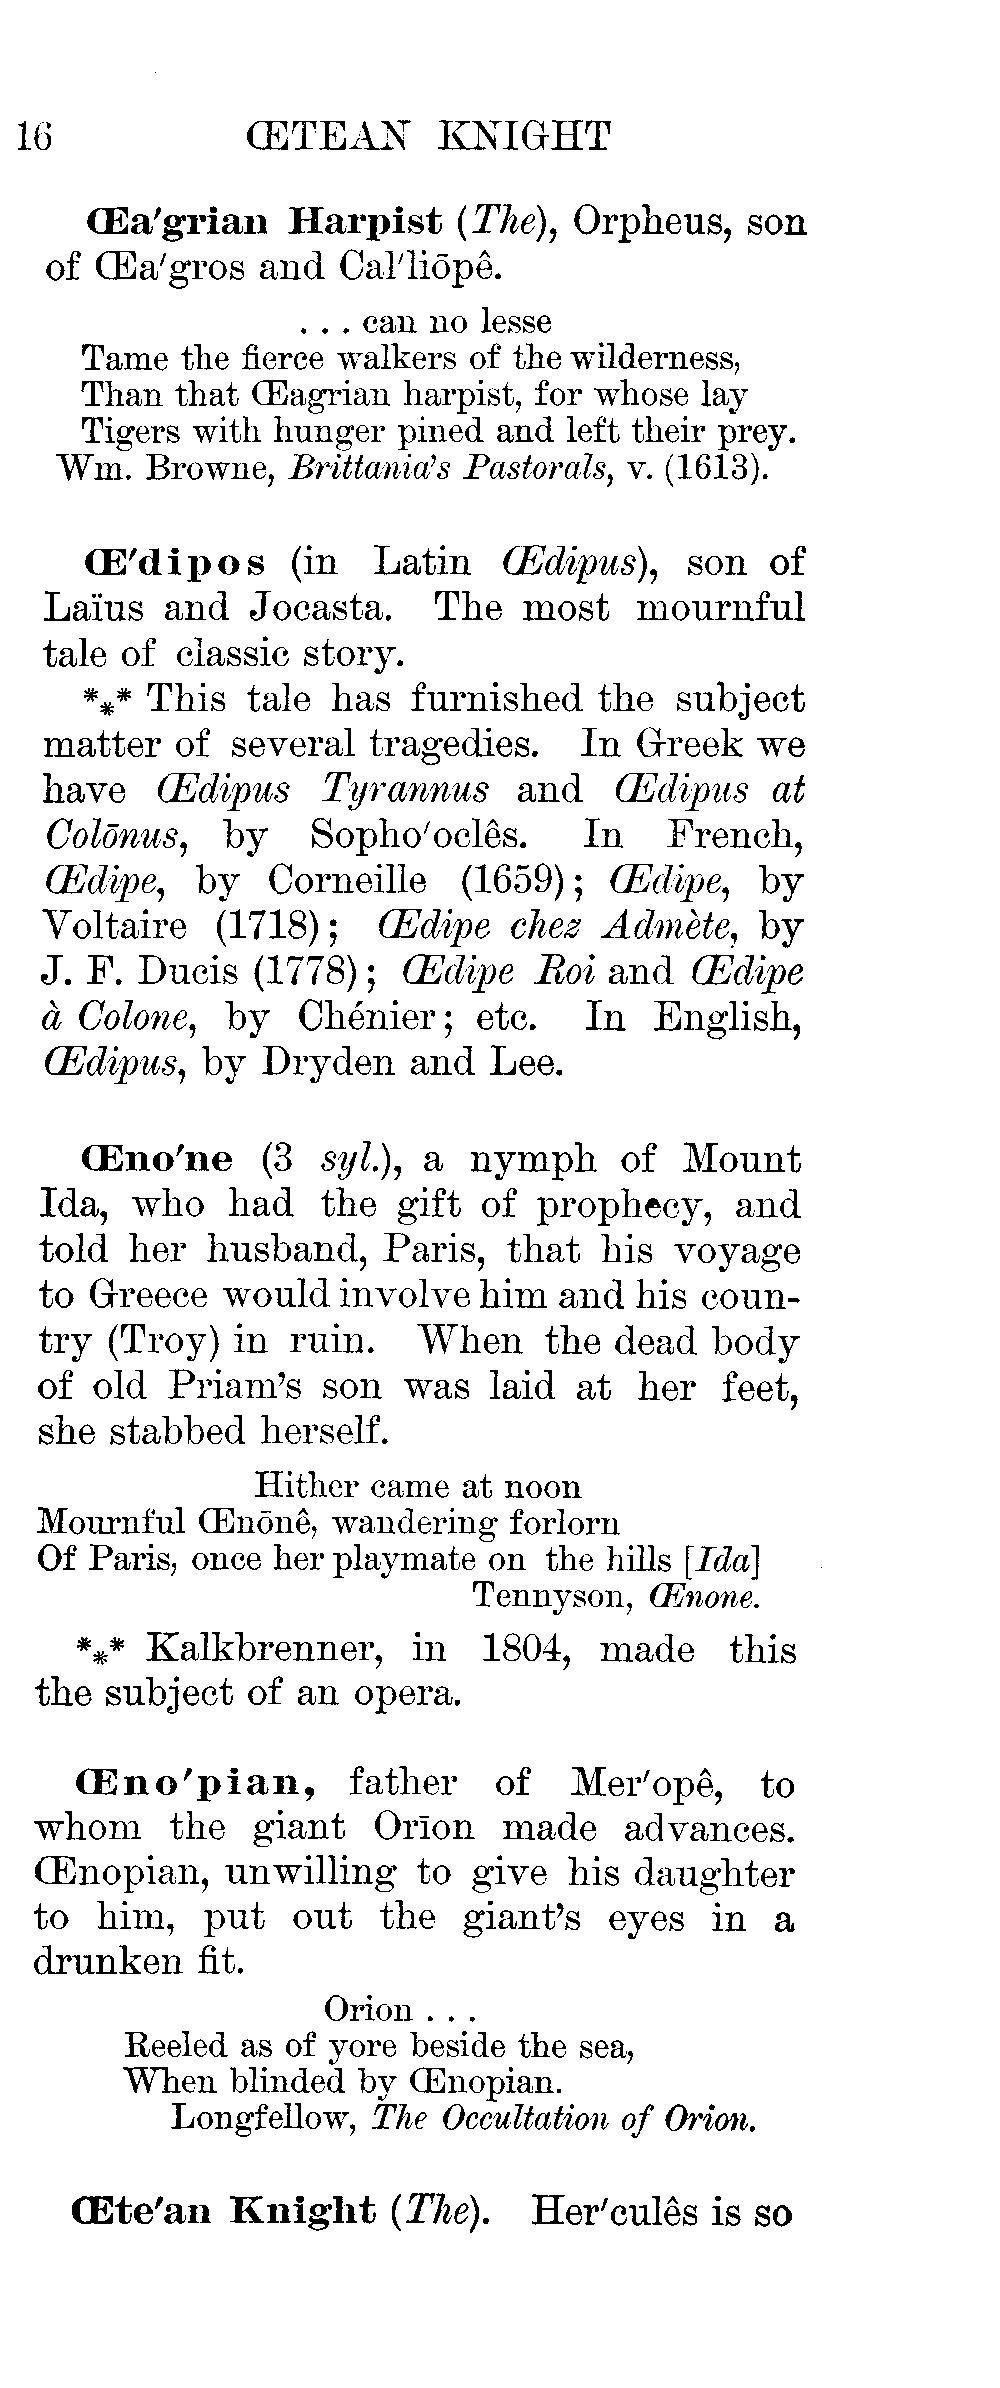 16 ŒTEAN KNIGHT
Œa'grian Harpist (The), Orpheus, son
of Œa'gros and Cal'liōpê.
. . . can no lesse
Tame the fierce walkers of the wilderness,
Than that Œagrian harpist, for whose lay
Tigers with hunger pined and left their prey.
Wm. Browne, Brittania's Pastorals, v. (1613).
Œ'dipos (in Latin Œdipus), son of
Laïus and Jocasta. The most mournful
tale of classic story.
*⁎* This tale has furnished the subject
matter of several tragedies. In Greek we
have Œdipus Tyrannus and Œdipus at
Colōnus, by Sopho'oclês. In French,
Œdipe, by Corneille (1659); Œdipe, by
Voltaire (1718); Œdipe chez Admète, by
J. F. Ducis (1778); Œdipe Roi and Œdipe
à Colone, by Chénier; etc. In English,
Œdipus, by Dryden and Lee.
Œno'ne (3 syl.), a nymph of Mount
Ida, who had the gift of prophecy, and
told her husband, Paris, that his voyage
to Greece would involve him and his coun-
try (Troy) in ruin. When the dead body
of old Priam's son was laid at her feet,
she stabbed herself.
Hither came at noon
Mournful Œnōnê, wandering forlorn
Of Paris, once her playmate on the hills [Ida]
Tennyson, Œnone.
*⁎* Kalkbrenner, in 1804, made this
the subject of an opera.
Œno'pian, father of Mer'opê, to
whom the giant Orīon made advances.
Œnopian, unwilling to give his daughter
to him, put out the giant's eyes in a
drunken fit.
Orion . . .
Reeled as of yore beside the sea,
When blinded by Œnopian.
Longfellow, The Occultation of Orion.
Œte'an Knight (The). Her'culês is so